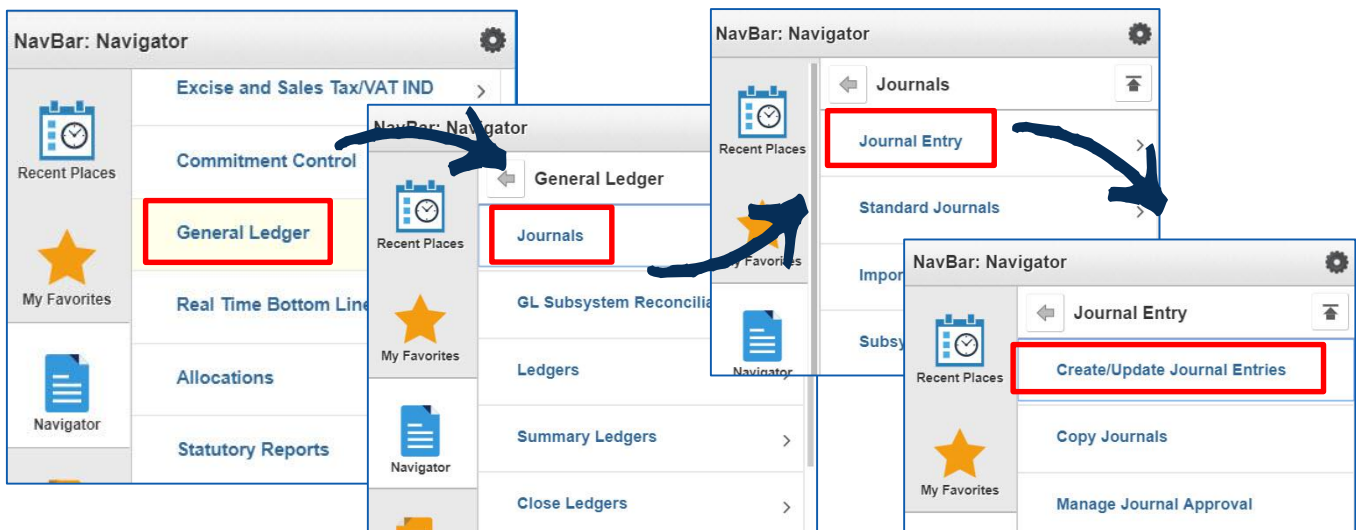 NavBar: Navigator
Recent Places
My Favorites
Navigator
Excise and Sales Tax/VAT IND
Commitment Control
General Ledger
Real Time Bottom Line
Allocations
Statutory Reports
NavBar: Navigator
Recent Places
My Favorites
Navigator
General Ledger
Journals
GL Subsystem Reconcilia
Ledgers
Summary Ledgers
Close Ledgers
NavBar: Navigator
Recent Places
My Favorites
Navigator
Journals
Journal Entry
Standard Journals
Impor
Subsy
NavBar: Navigator
Recent Places
My Favorites
Journal Entry
Create/Update Journal Entries
Copy Journals
Manage Journal Approval